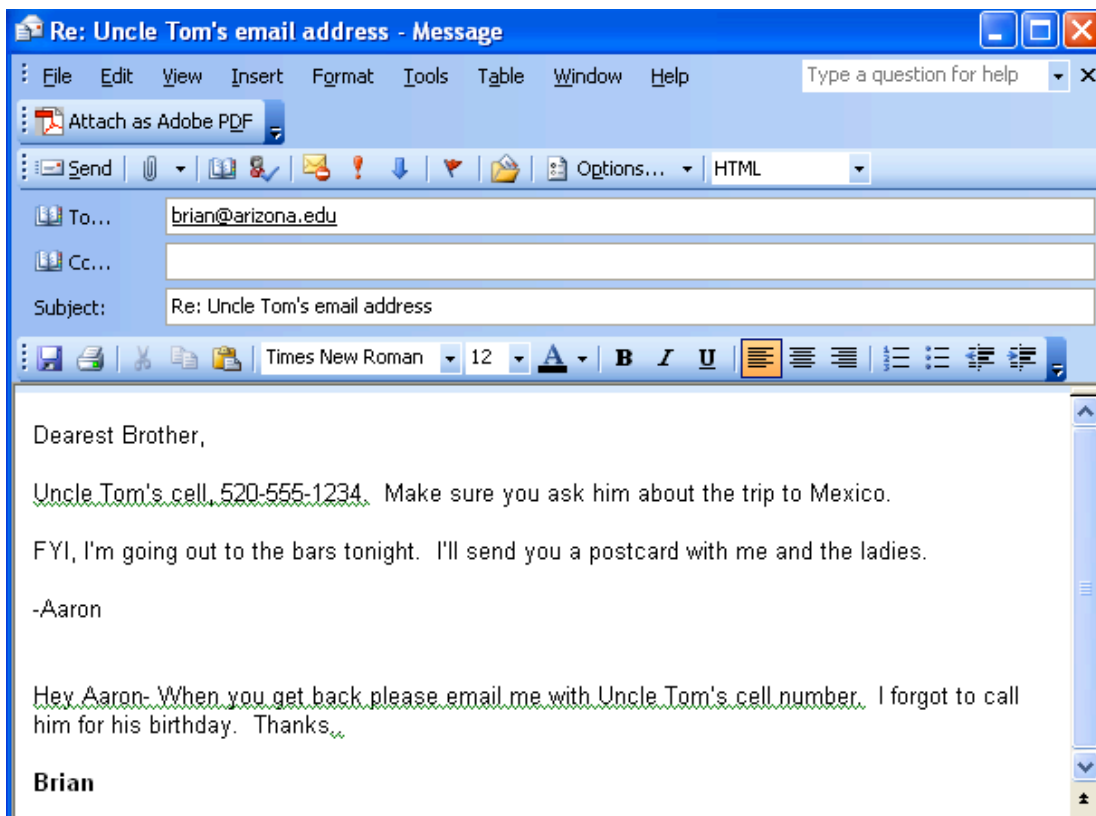 Re: Uncle Tom's email address - Message
File Edit View Insert Format Tools Table Window Help Type a question for help
Attach as Adobe PDF
Send Options... HTML
To... brian@arizona.edu
Cc...
Subject: Re: Uncle Tom's email address
Times New Roman 12 A B I U
Dearest Brother,
Uncle Tom's cell, 520-555-1234.  Make sure you ask him about the trip to Mexico.
FYI, I'm going out to the bars tonight.  I'll send you a postcard with me and the ladies.
-Aaron
Hey Aaron- When you get back please email me with Uncle Tom's cell number.  I forgot to call
him for his birthday.  Thanks.
Brian